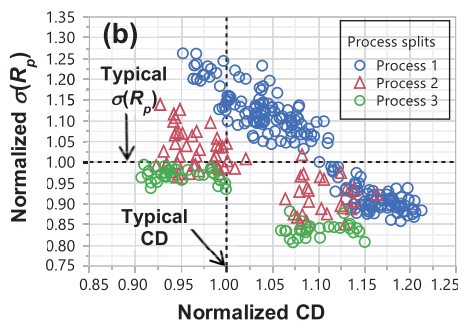 (b)
Normalized σ(Rp)
1.35
1.30
1.25
1.20
1.15
1.10
1.05
1.00
0.95
0.90
0.85
0.80
0.75
Typical
σ(Rp)
Process splits
Process 1
Process 2
Process 3
Typical
CD
0.85 0.90 0.95 1.00 1.05 1.10 1.15 1.20 1.25
Normalized CD